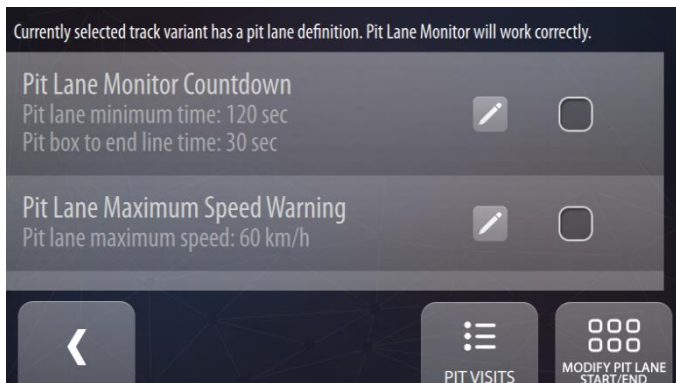 Currently selected track variant has a pit lane definition. Pit Lane Monitor will work correctly.
Pit Lane Monitor Countdown
Pit lane minimum time: 120 sec
Pit box to end line time: 30 sec
Pit Lane Maximum Speed Warning
Pit lane maximum speed: 60 km/h
PIT VISITS
MODIFY PIT LANE
START/END